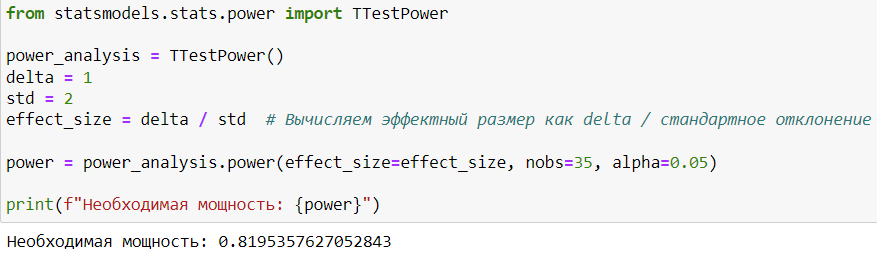 from statsmodels.stats.power import TTestPower
power_analysis = TTestPower()
delta = 1
std = 2
effect_size = delta / std  # Вычисляем эффектный размер как delta / стандартное отклонение
power = power_analysis.power(effect_size=effect_size, nobs=35, alpha=0.05)
print(f"Необходимая мощность: {power}")
Необходимая мощность: 0.8195357627052843